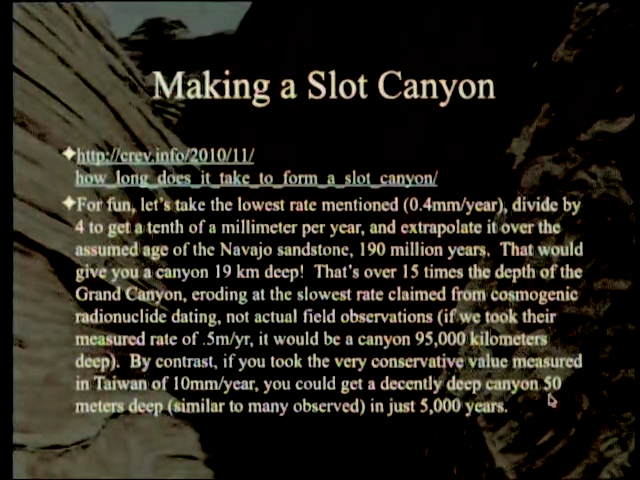 Making a Slot Canyon
http://crev.info/2010/11/
how_long_does_it_take_to_form_a_slot_canyon/
For fun, let's take the lowest rate mentioned (0.4mm/year), divide by
4 to get a tenth of a millimeter per year, and extrapolate it over the
assumed age of the Navajo sandstone, 190 million years. That would
give you a canyon 19 km deep! That's over 15 times the depth of the
Grand Canyon, eroding at the slowest rate claimed from cosmogenic
radionuclide dating, not actual field observations (if we took their
measured rate of .5m/yr, it would be a canyon 95,000 kilometers
deep). By contrast, if you took the very conservative value measured
in Taiwan of 10mm/year, you could get a decently deep canyon 50
meters deep (similar to many observed) in just 5,000 years.